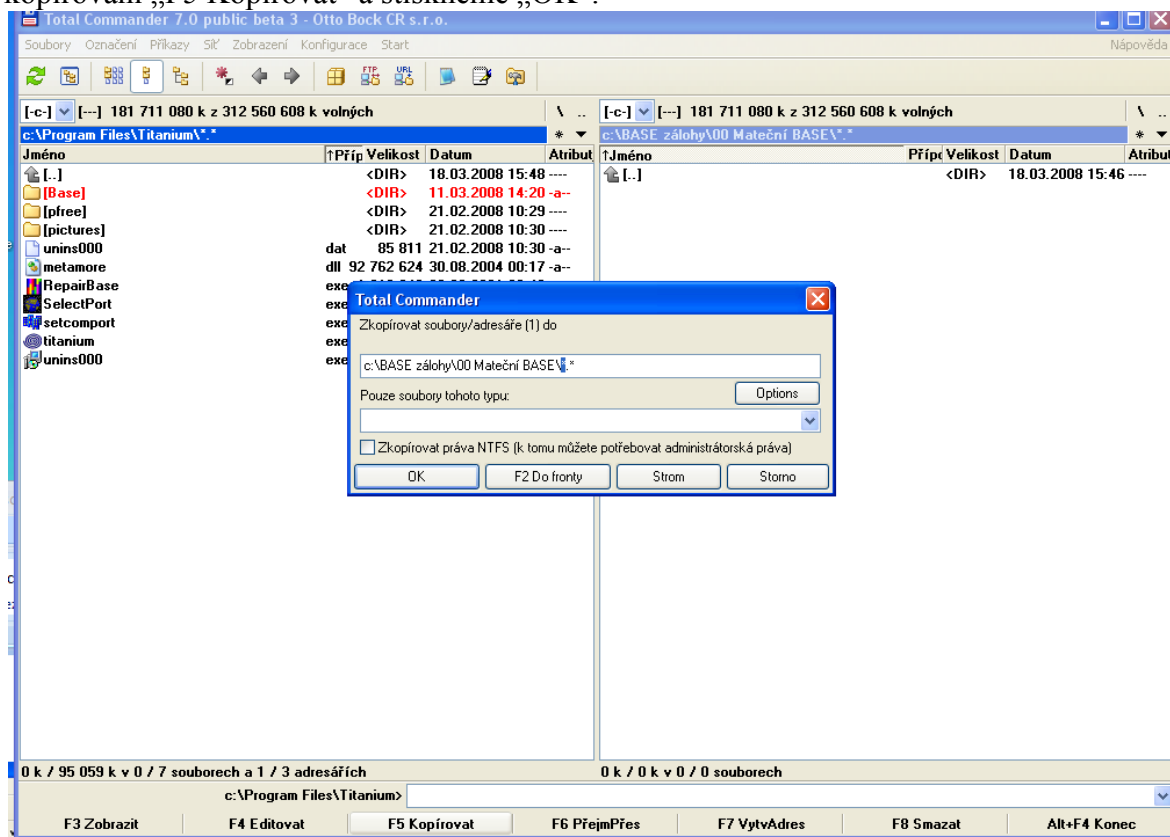 kopírování „F5 Kopírovat“ a stiskneme „OK“.
Total Commander 7.0 public beta 3 - Otto Bock CR s.r.o.
Soubory Označení Příkazy Síť Zobrazení Konfigurace Start Nápověda
FTP URL
[-c-] [---] 181 711 080 k z 312 560 608 k volných \ .. [-c-] [---] 181 711 080 k z 312 560 608 k volných \ ..
c:\Program Files\Titanium\*.* * ▼ c:\BASE zálohy\00 Mateční BASE\*.* * ▼
Jméno ↑Příp Velikost Datum Atribut ↑Jméno Přípo Velikost Datum Atribut
[..] <DIR> 18.03.2008 15:48 ---- [..] <DIR> 18.03.2008 15:46 ----
[Base] <DIR> 11.03.2008 14:20 -a--
[pfree] <DIR> 21.02.2008 10:29 ----
[pictures] <DIR> 21.02.2008 10:30 ----
unins000 dat 85 811 21.02.2008 10:30 -a--
metamore dll 92 762 624 30.08.2004 00:17 -a--
RepairBase exe
SelectPort exe
setcomport exe
titanium exe
unins000 exe
Total Commander
Zkopírovat soubory/adresáře (1) do
c:\BASE zálohy\00 Mateční BASE\*.*
Pouze soubory tohoto typu:
Options
Zkopírovat práva NTFS (k tomu můžete potřebovat administrátorská práva)
OK F2 Do fronty Strom Storno
0 k / 95 059 k v 0 / 7 souborech a 1 / 3 adresářích 0 k / 0 k v 0 / 0 souborech
c:\Program Files\Titanium>
F3 Zobrazit F4 Editovat F5 Kopírovat F6 PřejmPřes F7 VytvAdres F8 Smazat Alt+F4 Konec